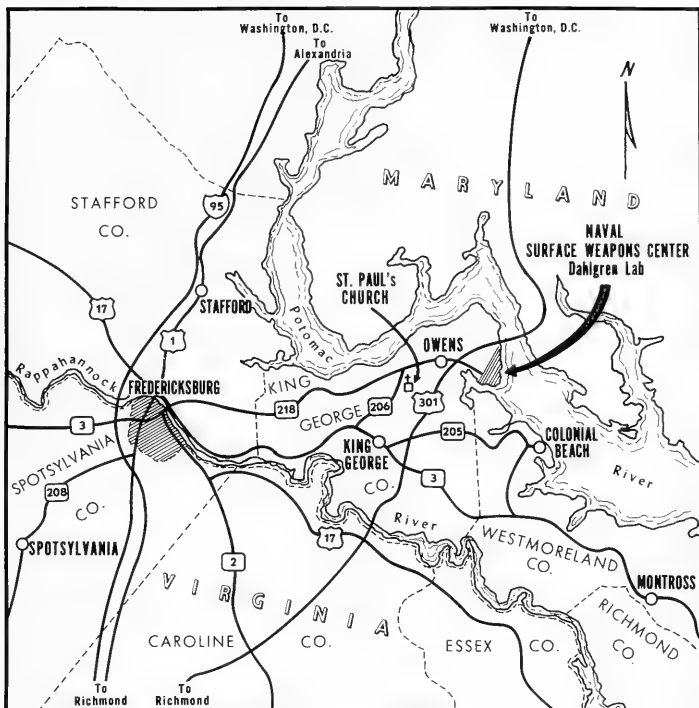 To
Washington, D.C.
To
Alexandria
To
Washington, D.C.
N
MARYLAND
STAFFORD
CO.
95
NAVAL
SURFACE WEAPONS CENTER
Dahlgren Lab
ST. PAUL's
CHURCH
17
STAFFORD
Potomac
1
OWENS
Rappahannock
FREDERICKSBURG
KING
218
GEORGE
206
301
3
KING
GEORGE
205
COLONIAL
BEACH
River
SPOTSYLVANIA
CO.
208
CO.
3
River
17
SPOTSYLVANIA
2
WESTMORELAND
CO.
VIRGINIA
MONTROSS
CAROLINE
CO.
ESSEX
CO.
RICHMOND
CO.
To
Richmond
To
Richmond